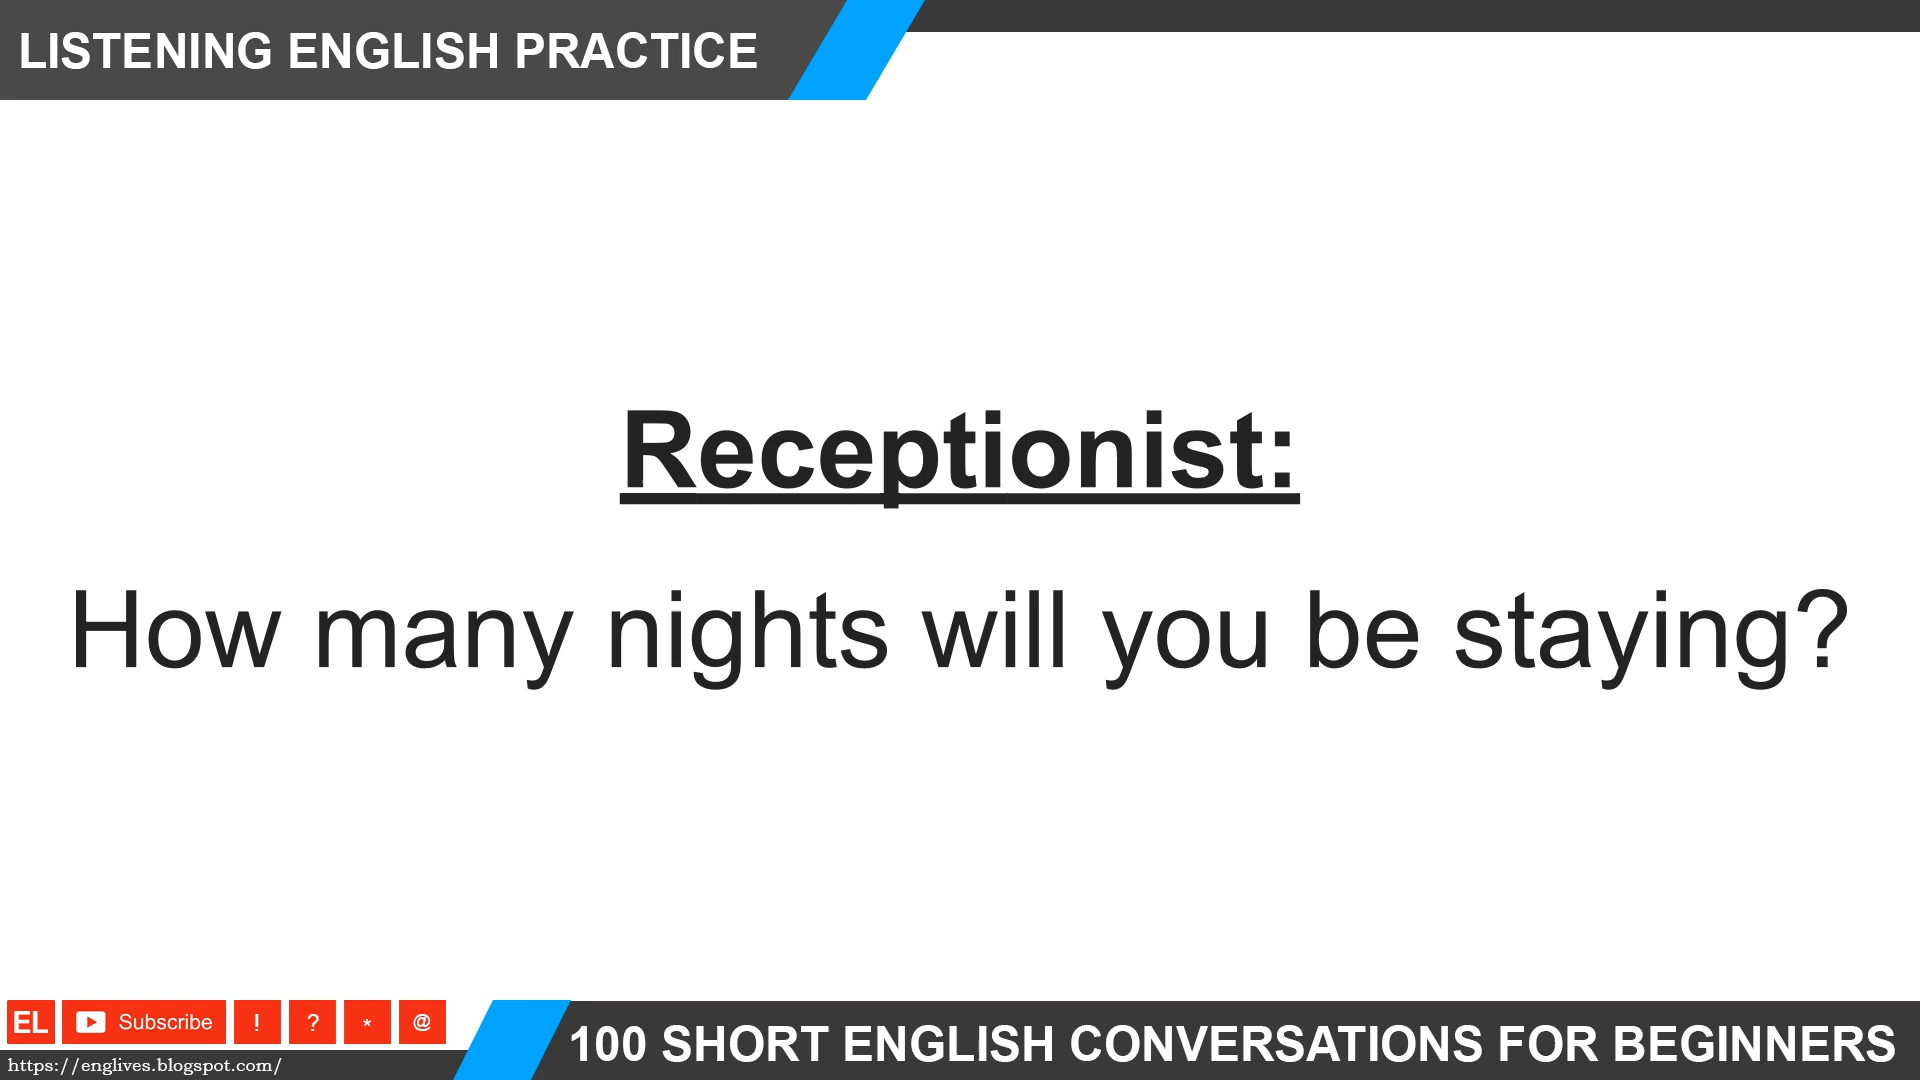 LISTENING ENGLISH PRACTICE
Receptionist:
How many nights will you be staying?
EL Subscribe ! ? * @
https://englives.blogspot.com/
100 SHORT ENGLISH CONVERSATIONS FOR BEGINNERS